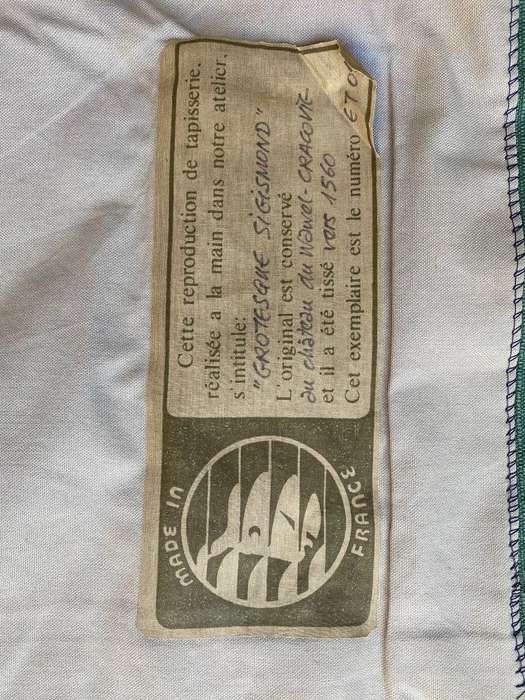 Cette reproduction de tapisserie,
réalisée a la main dans notre atelier,
s'intitule:
"GROTESQUE SIGISMOND"
L'original est conservé
au château du Wawel - CRACOVIE -
et il a été tissé vers 1560
Cet exemplaire est le numéro
MADE IN
FRANCE